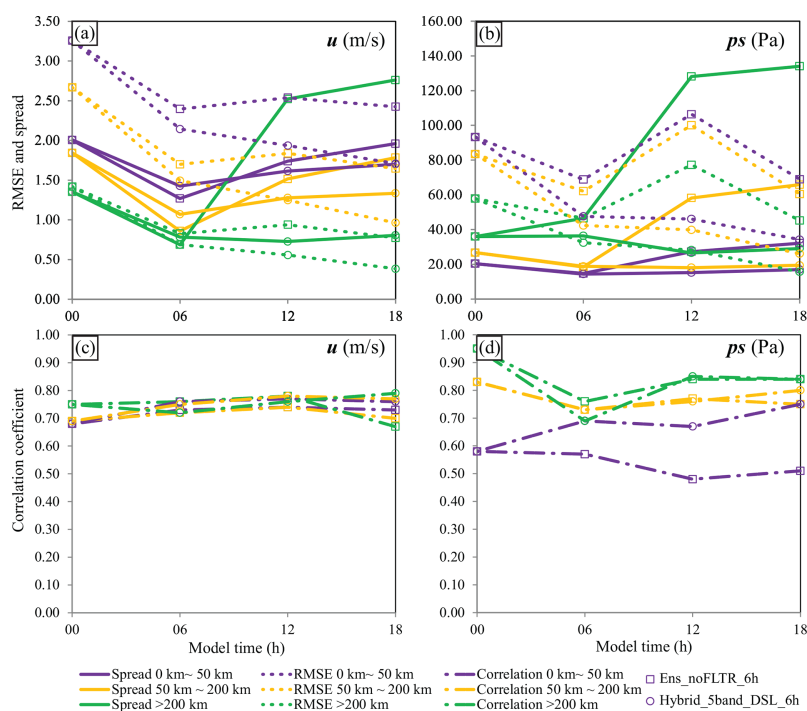 (a)
u (m/s)
RMSE and spread
3.50
3.00
2.50
2.00
1.50
1.00
0.50
0.00
00
06
12
18
(b)
ps (Pa)
160.00
140.00
120.00
100.00
80.00
60.00
40.00
20.00
0.00
00
06
12
18
(c)
u (m/s)
Correlation coefficient
1.00
0.90
0.80
0.70
0.60
0.50
0.40
0.30
0.20
0.10
0.00
00
06
12
18
Model time (h)
(d)
ps (Pa)
1.00
0.90
0.80
0.70
0.60
0.50
0.40
0.30
0.20
0.10
0.00
00
06
12
18
Model time (h)
Spread 0 km~ 50 km
RMSE 0 km~ 50 km
Correlation 0 km~ 50 km
Ens_noFLTR_6h
Spread 50 km ~ 200 km
RMSE 50 km ~ 200 km
Correlation 50 km ~ 200 km
Hybrid_5band_DSL_6h
Spread >200 km
RMSE >200 km
Correlation >200 km